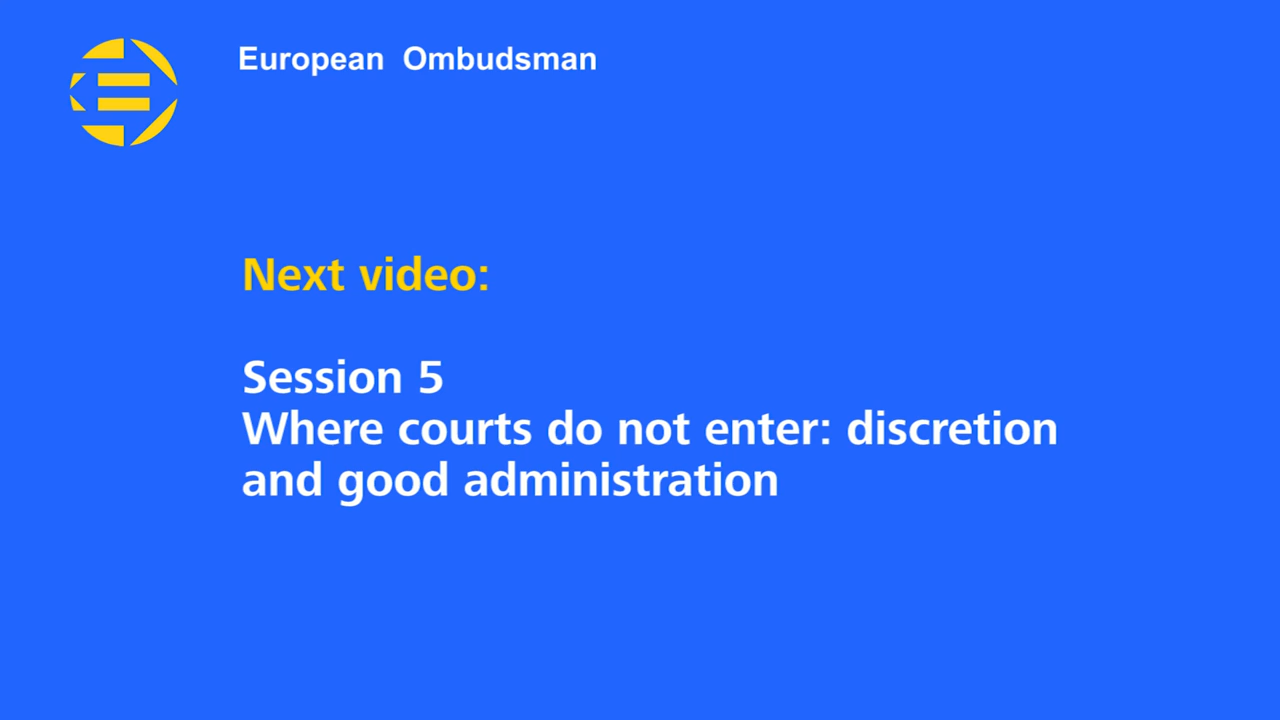 European Ombudsman
Next video:
Session 5
Where courts do not enter: discretion
and good administration